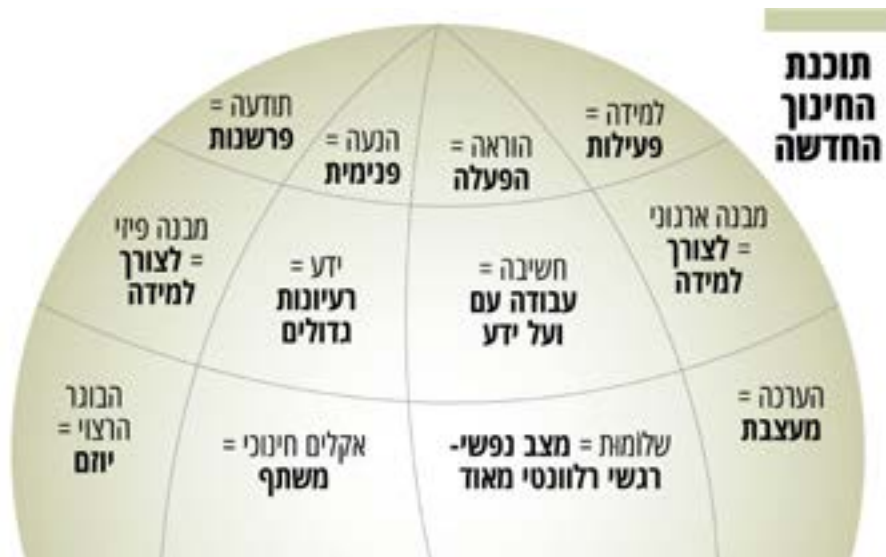 תוכנת
החינוך
החדשה
למידה =
פעילות
הוראה =
הפעלה
הנעה =
פנימית
תודעה =
פרשנות
מבנה ארגוני
= לצורך
למידה
חשיבה =
עבודה עם
ועל ידע
ידע =
רעיונות
גדולים
מבנה פיזי
= לצורך
למידה
הערכה =
מעצבת
שלומות = מצב נפשי-
רגשי רלוונטי מאוד
אקלים חינוכי =
משתף
הבוגר
הרצוי =
יוזם